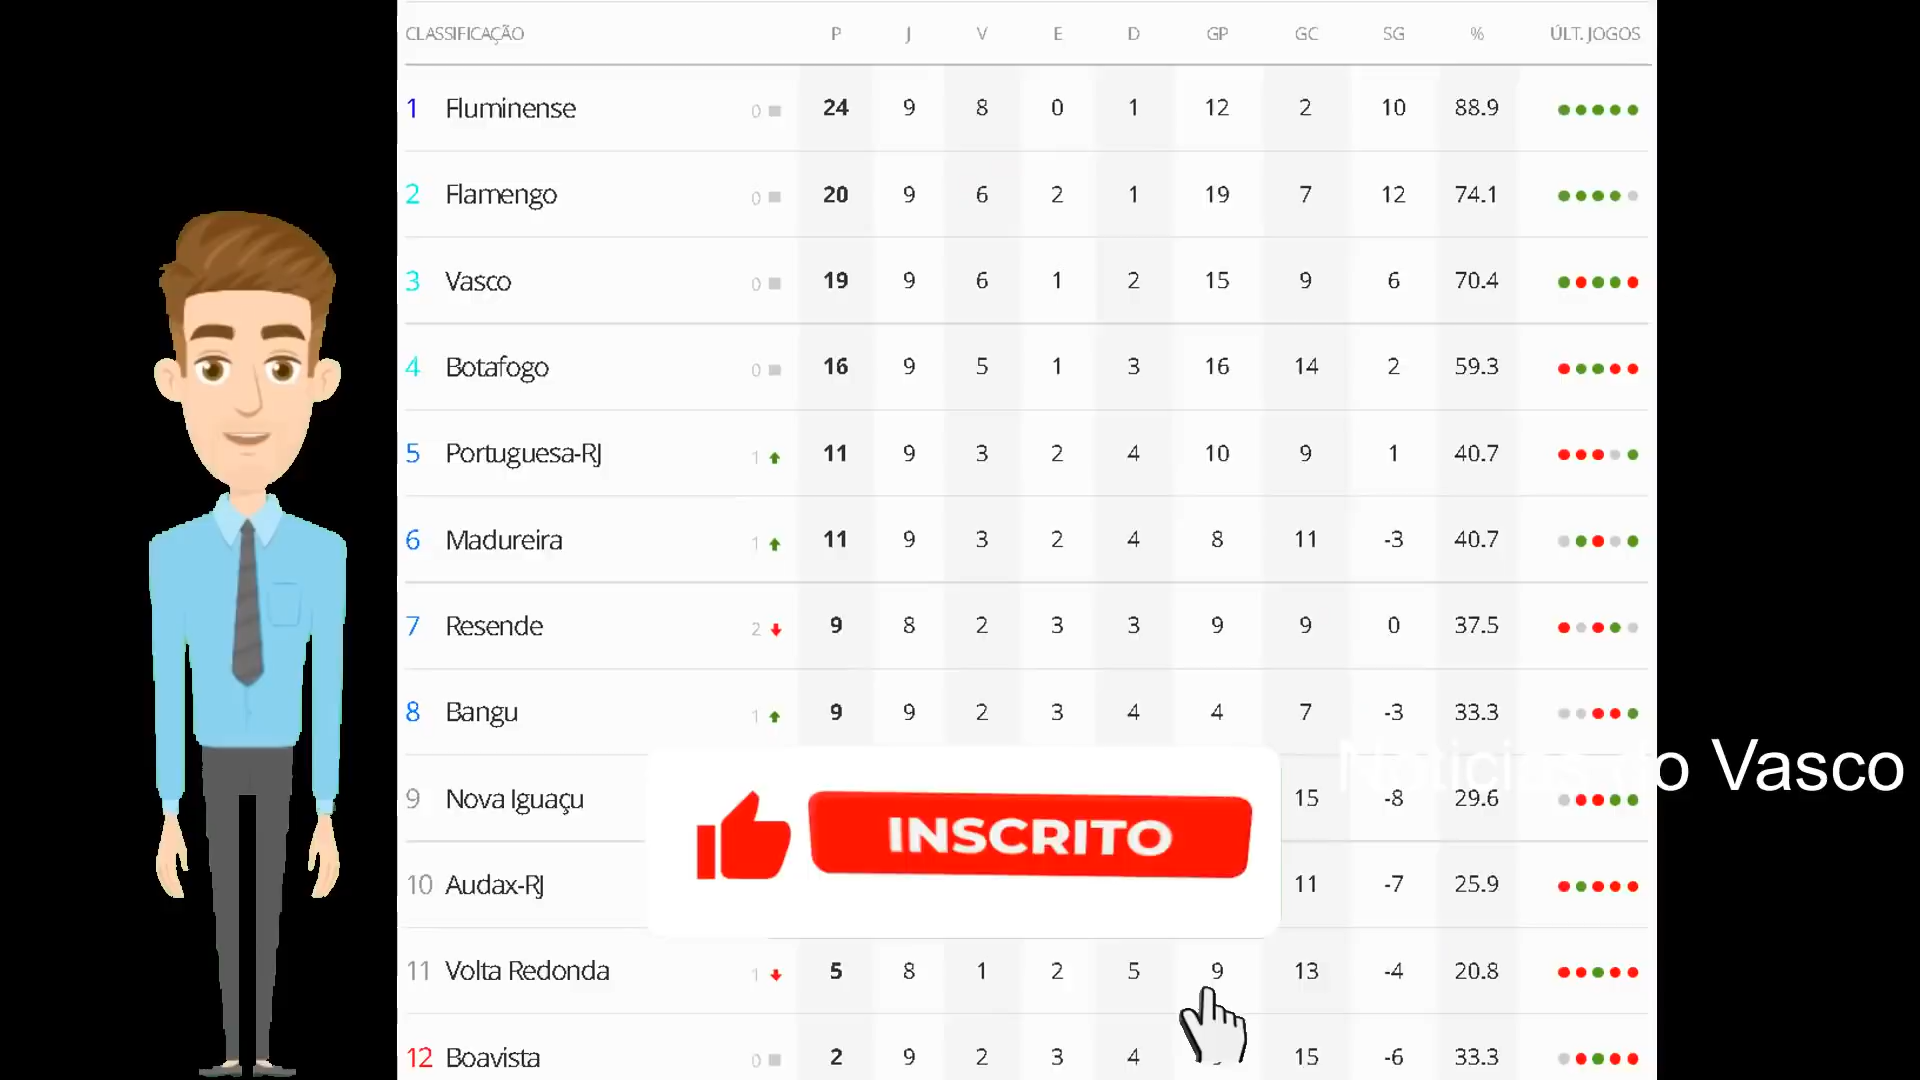 CLASSIFICAÇÃO P J V E D GP GC SG % ÚLT. JOGOS
1 Fluminense 0 24 9 8 0 1 12 2 10 88.9
2 Flamengo 0 20 9 6 2 1 19 7 12 74.1
3 Vasco 0 19 9 6 1 2 15 9 6 70.4
4 Botafogo 0 16 9 5 1 3 16 14 2 59.3
5 Portuguesa-RJ 1 11 9 3 2 4 10 9 1 40.7
6 Madureira 1 11 9 3 2 4 8 11 -3 40.7
7 Resende 2 9 8 2 3 3 9 9 0 37.5
8 Bangu 1 9 9 2 3 4 4 7 -3 33.3
Noticias do Vasco
9 Nova Iguaçu 15 -8 29.6
INSCRITO
10 Audax-RJ 11 -7 25.9
11 Volta Redonda 1 5 8 1 2 5 9 13 -4 20.8
12 Boavista 0 2 9 2 3 4 15 -6 33.3